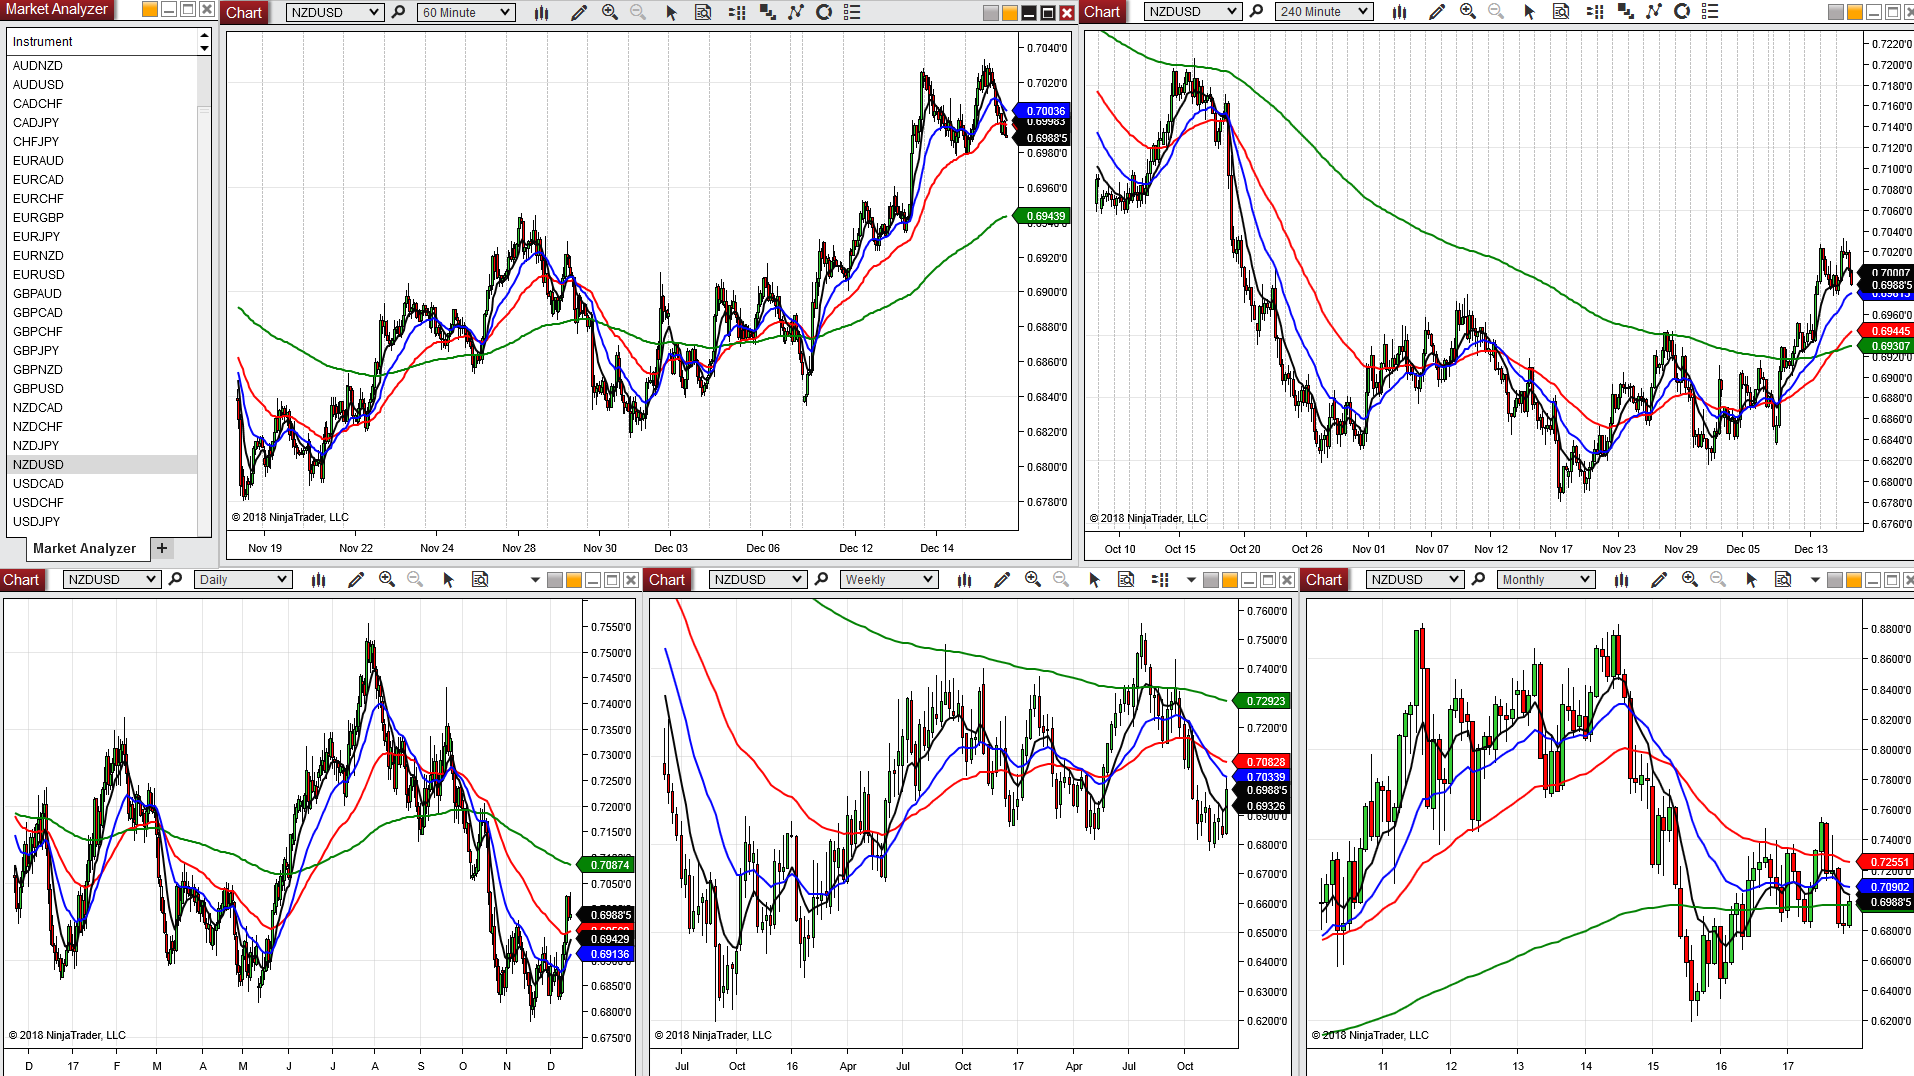 Market Analyzer
Instrument
AUDNZD
AUDUSD
CADCHF
CADJPY
CHFJPY
EURAUD
EURCAD
EURCHF
EURGBP
EURJPY
EURNZD
EURUSD
GBPAUD
GBPCAD
GBPCHF
GBPJPY
GBPNZD
GBPUSD
NZDCAD
NZDCHF
NZDJPY
NZDUSD
USDCAD
USDCHF
USDJPY
Market Analyzer +
Chart NZDUSD 60 Minute
0.7040'0
0.7020'0
0.70036
0.69983
0.6988'5
0.6980'0
0.6960'0
0.69439
0.6940'0
0.6920'0
0.6900'0
0.6880'0
0.6860'0
0.6840'0
0.6820'0
0.6800'0
0.6780'0
© 2018 NinjaTrader, LLC
Nov 19 Nov 22 Nov 24 Nov 28 Nov 30 Dec 03 Dec 06 Dec 12 Dec 14
Chart NZDUSD 240 Minute
0.7220'0
0.7200'0
0.7180'0
0.7160'0
0.7140'0
0.7120'0
0.7100'0
0.7080'0
0.7060'0
0.7040'0
0.7020'0
0.70007
0.6988'5
0.6960'0
0.69445
0.69307
0.6920'0
0.6900'0
0.6880'0
0.6860'0
0.6840'0
0.6820'0
0.6800'0
0.6780'0
0.6760'0
© 2018 NinjaTrader, LLC
Oct 10 Oct 15 Oct 20 Oct 26 Nov 01 Nov 07 Nov 12 Nov 17 Nov 23 Nov 29 Dec 05 Dec 13
Chart NZDUSD Daily
0.7550'0
0.7500'0
0.7450'0
0.7400'0
0.7350'0
0.7300'0
0.7250'0
0.7200'0
0.7150'0
0.70874
0.7050'0
0.6988'5
0.69429
0.69136
0.6850'0
0.6800'0
0.6750'0
© 2018 NinjaTrader, LLC
D 17 F M A M J J A S O N D
Chart NZDUSD Weekly
0.7600'0
0.7500'0
0.7400'0
0.72923
0.7200'0
0.70828
0.70339
0.6988'5
0.69326
0.6900'0
0.6800'0
0.6700'0
0.6600'0
0.6500'0
0.6400'0
0.6300'0
0.6200'0
© 2018 NinjaTrader, LLC
Jul Oct 16 Apr Jul Oct 17 Apr Jul Oct
Chart NZDUSD Monthly
0.8800'0
0.8600'0
0.8400'0
0.8200'0
0.8000'0
0.7800'0
0.7600'0
0.7400'0
0.72551
0.7200'0
0.70902
0.6988'5
0.6800'0
0.6600'0
0.6400'0
0.6200'0
© 2018 NinjaTrader, LLC
11 12 13 14 15 16 17